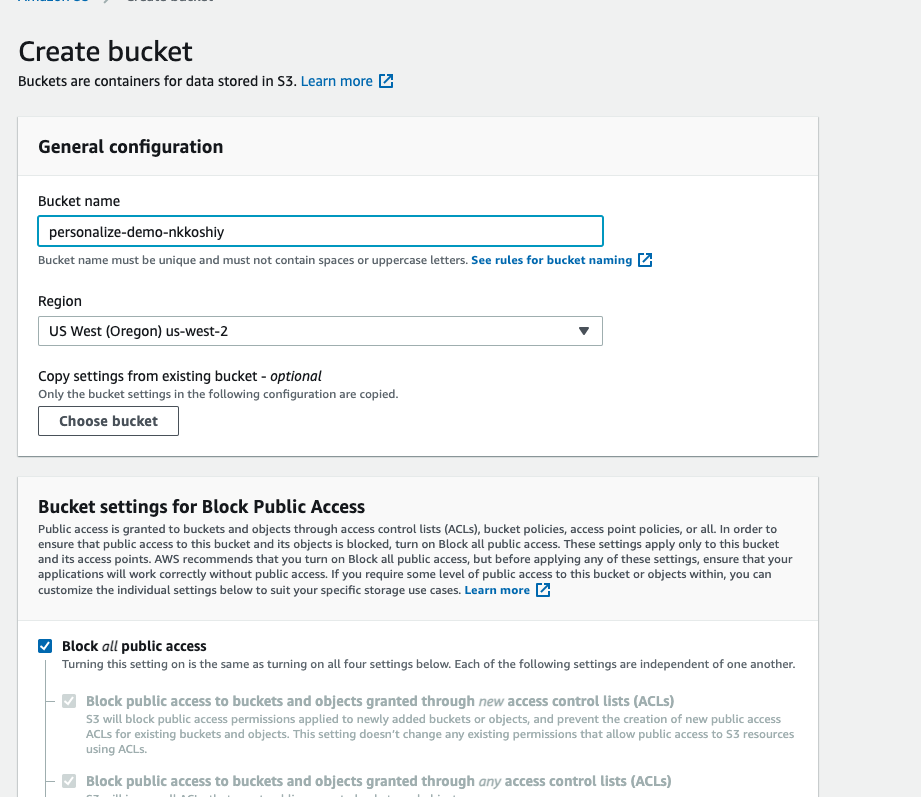 Create bucket
Buckets are containers for data stored in S3. Learn more
General configuration
Bucket name
personalize-demo-nkkoshiy
Bucket name must be unique and must not contain spaces or uppercase letters. See rules for bucket naming
Region
US West (Oregon) us-west-2
Copy settings from existing bucket - optional
Only the bucket settings in the following configuration are copied.
Choose bucket
Bucket settings for Block Public Access
Public access is granted to buckets and objects through access control lists (ACLs), bucket policies, access point policies, or all. In order to
ensure that public access to this bucket and its objects is blocked, turn on Block all public access. These settings apply only to this bucket
and its access points. AWS recommends that you turn on Block all public access, but before applying any of these settings, ensure that your
applications will work correctly without public access. If you require some level of public access to this bucket or objects within, you can
customize the individual settings below to suit your specific storage use cases. Learn more
Block all public access
Turning this setting on is the same as turning on all four settings below. Each of the following settings are independent of one another.
Block public access to buckets and objects granted through new access control lists (ACLs)
S3 will block public access permissions applied to newly added buckets or objects, and prevent the creation of new public access
ACLs for existing buckets and objects. This setting doesn't change any existing permissions that allow public access to S3 resources
using ACLs.
Block public access to buckets and objects granted through any access control lists (ACLs)